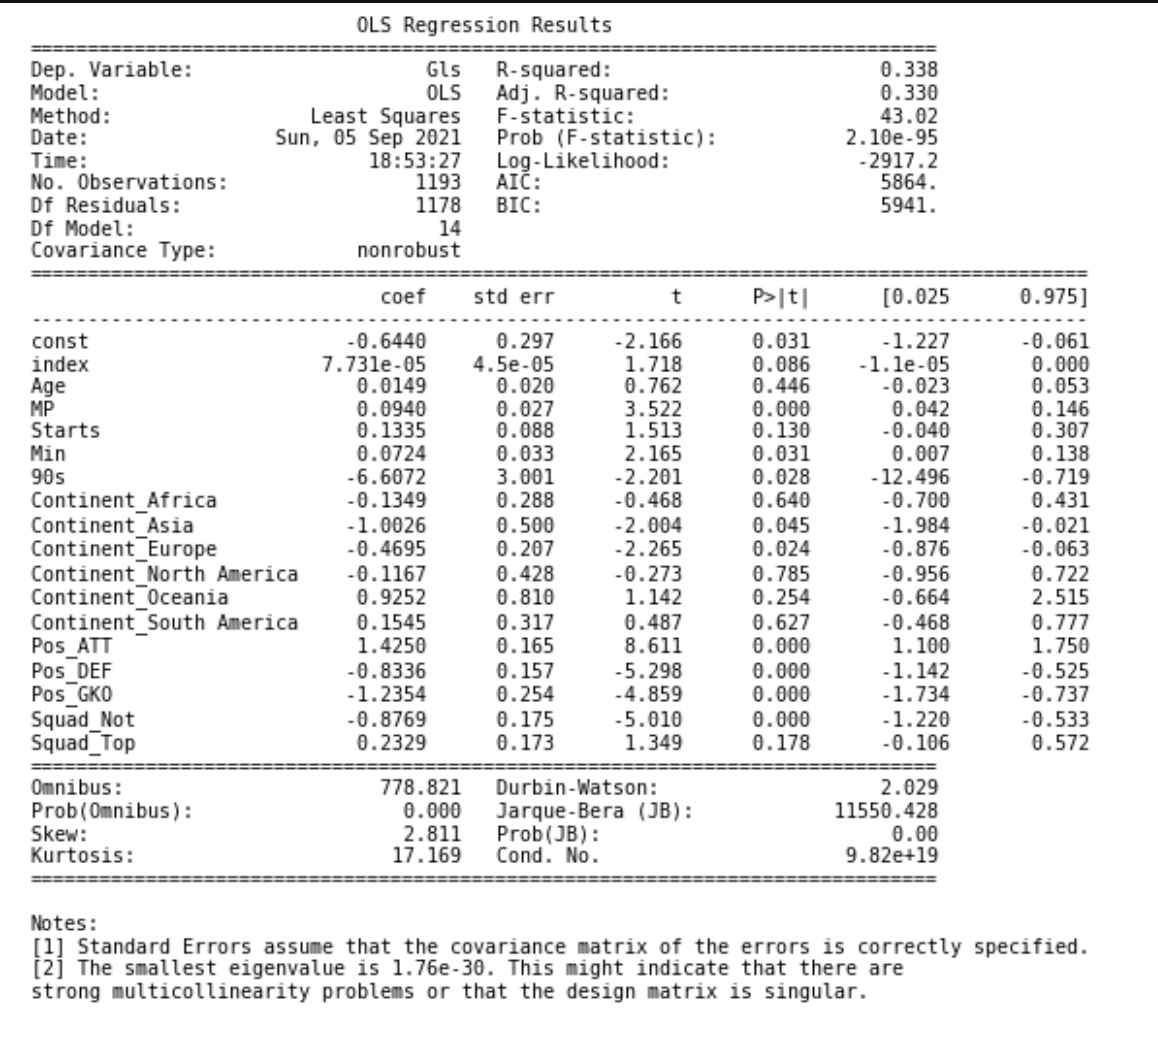 OLS Regression Results
==============================================================================
Dep. Variable: Gls R-squared: 0.338
Model: OLS Adj. R-squared: 0.330
Method: Least Squares F-statistic: 43.02
Date: Sun, 05 Sep 2021 Prob (F-statistic): 2.10e-95
Time: 18:53:27 Log-Likelihood: -2917.2
No. Observations: 1193 AIC: 5864.
Df Residuals: 1178 BIC: 5941.
Df Model: 14
Covariance Type: nonrobust
===========================================================================================
coef std err t P>|t| [0.025 0.975]
-------------------------------------------------------------------------------------------
const -0.6440 0.297 -2.166 0.031 -1.227 -0.061
index 7.731e-05 4.5e-05 1.718 0.086 -1.1e-05 0.000
Age 0.0149 0.020 0.762 0.446 -0.023 0.053
MP 0.0940 0.027 3.522 0.000 0.042 0.146
Starts 0.1335 0.088 1.513 0.130 -0.040 0.307
Min 0.0724 0.033 2.165 0.031 0.007 0.138
90s -6.6072 3.001 -2.201 0.028 -12.496 -0.719
Continent_Africa -0.1349 0.288 -0.468 0.640 -0.700 0.431
Continent_Asia -1.0026 0.500 -2.004 0.045 -1.984 -0.021
Continent_Europe -0.4695 0.207 -2.265 0.024 -0.876 -0.063
Continent_North America -0.1167 0.428 -0.273 0.785 -0.956 0.722
Continent_Oceania 0.9252 0.810 1.142 0.254 -0.664 2.515
Continent_South America 0.1545 0.317 0.487 0.627 -0.468 0.777
Pos_ATT 1.4250 0.165 8.611 0.000 1.100 1.750
Pos_DEF -0.8336 0.157 -5.298 0.000 -1.142 -0.525
Pos_GKO -1.2354 0.254 -4.859 0.000 -1.734 -0.737
Squad_Not -0.8769 0.175 -5.010 0.000 -1.220 -0.533
Squad_Top 0.2329 0.173 1.349 0.178 -0.106 0.572
==============================================================================
Omnibus: 778.821 Durbin-Watson: 2.029
Prob(Omnibus): 0.000 Jarque-Bera (JB): 11550.428
Skew: 2.811 Prob(JB): 0.00
Kurtosis: 17.169 Cond. No. 9.82e+19
==============================================================================
Notes:
[1] Standard Errors assume that the covariance matrix of the errors is correctly specified.
[2] The smallest eigenvalue is 1.76e-30. This might indicate that there are
strong multicollinearity problems or that the design matrix is singular.